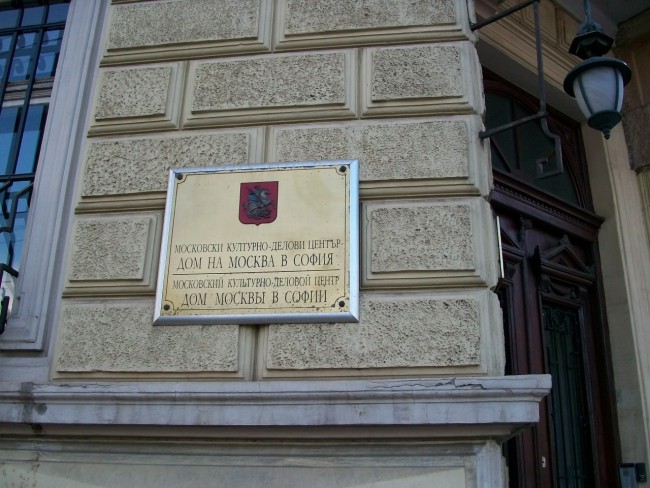 МОСКОВСКИ КУЛТУРНО-ДЕЛОВИ ЦЕНТЪР-
ДОМ НА МОСКВА В СОФИЯ
МОСКОВСКИЙ КУЛЬТУРНО-ДЕЛОВОЙ ЦЕНТР
ДОМ МОСКВЫ В СОФИИ